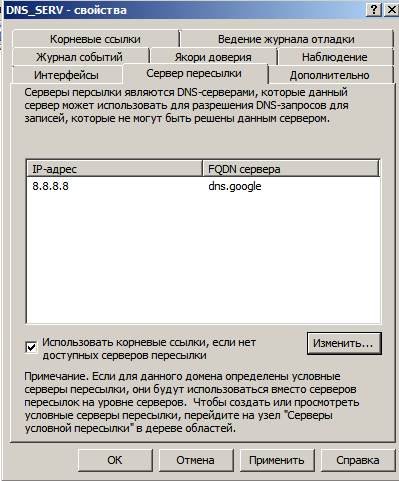 DNS_SERV - свойства
Корневые ссылки
Ведение журнала отладки
Журнал событий
Якори доверия
Наблюдение
Интерфейсы
Сервер пересылки
Дополнительно
Серверы персылки являются DNS-серверами, которые данный
сервер может использовать для разрешения DNS-запросов для
записей, которые не могут быть решены данным сервером.
IP-адрес
FQDN сервера
8.8.8.8
dns.google
Использовать корневые ссылки, если нет
доступных серверов пересылки
Изменить...
Примечание. Если для данного домена определены условные
серверы пересылки, они будут использоваться вместо серверов
пересылок на уровне серверов. Чтобы создать или просмотреть
условные серверы пересылки, перейдите на узел "Серверы
условной пересылки" в дереве областей.
ОК
Отмена
Применить
Справка